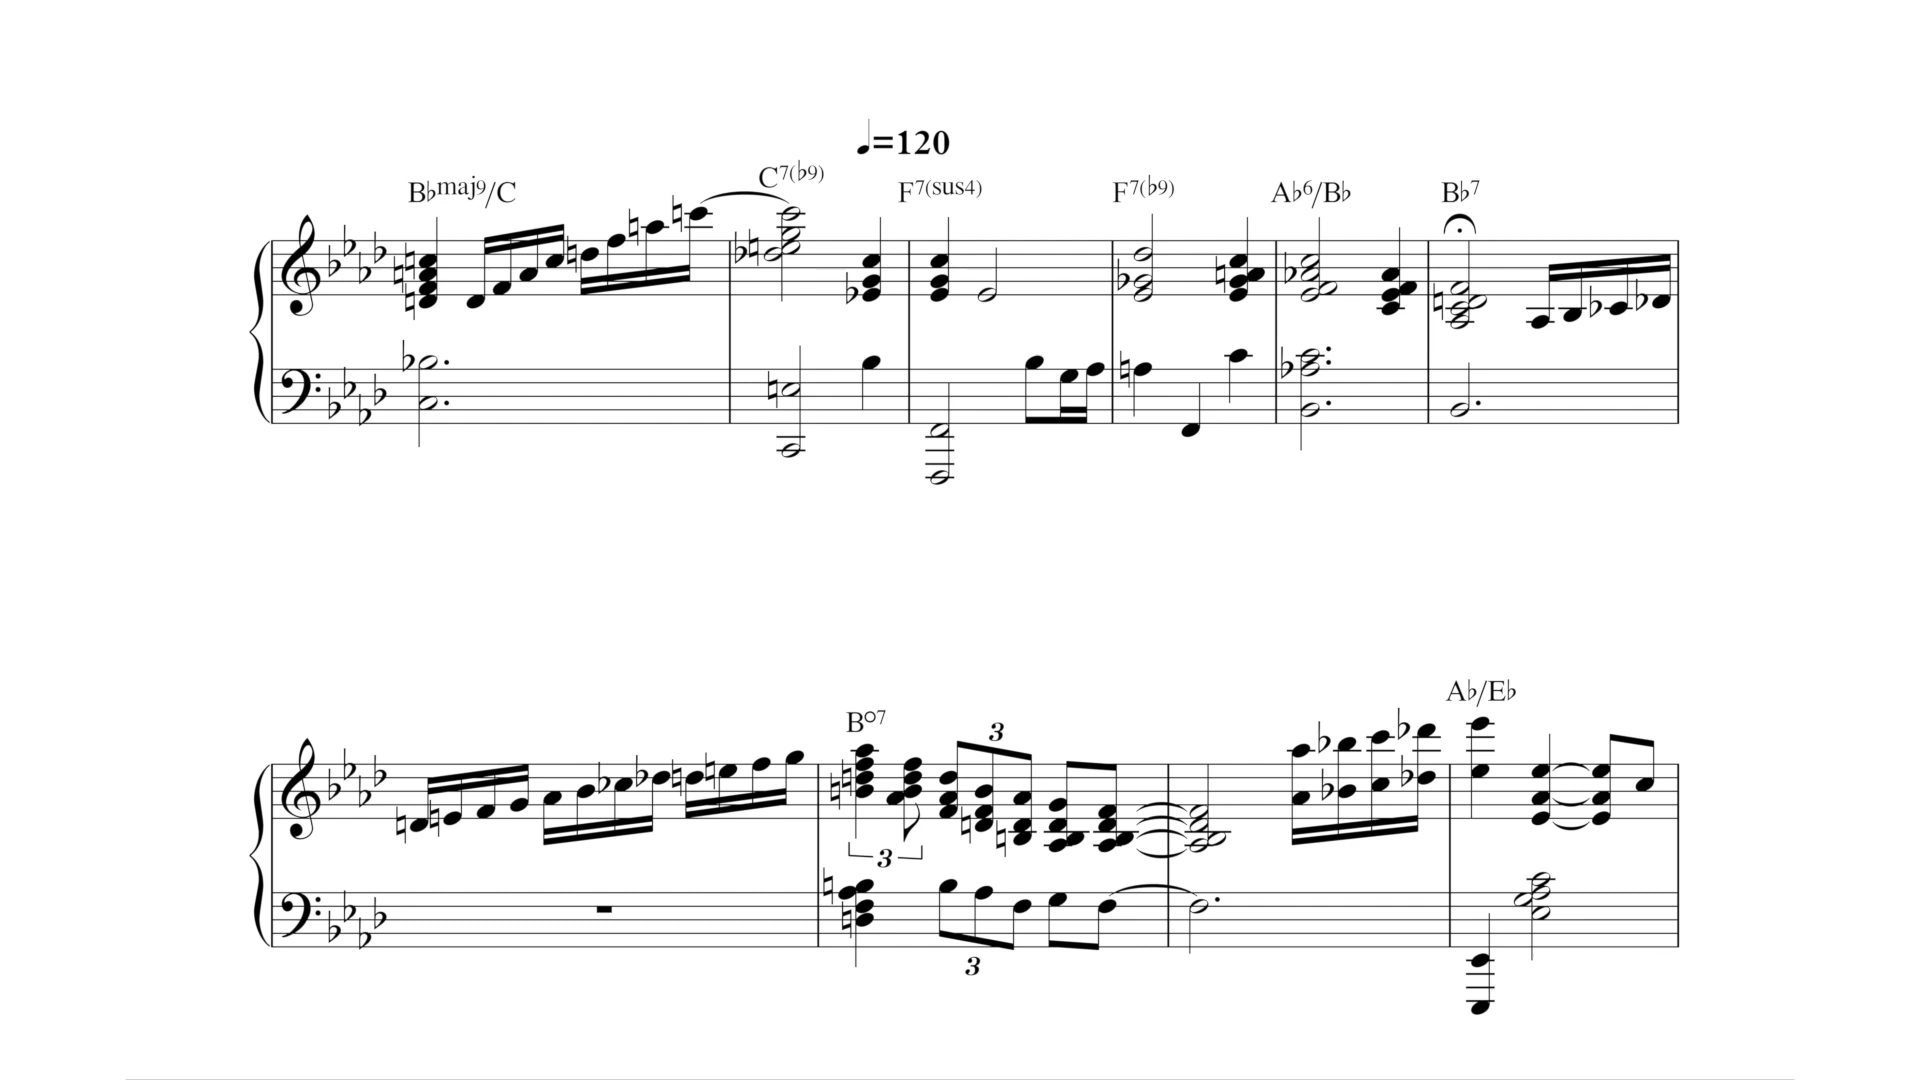 ♩=120
B♭maj9/C C7(♭9) F7(sus4) F7(♭9) A♭6/B♭ B♭7
A♭/E♭
B°7 3
3
3